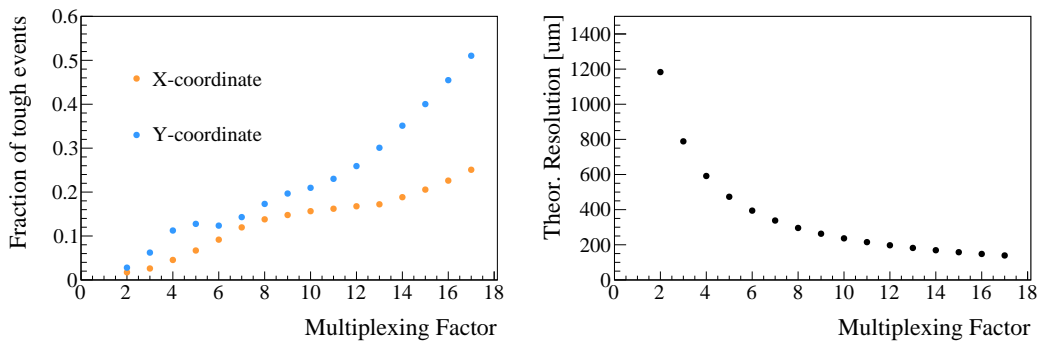 Fraction of tough events
0.6
0.5
0.4
0.3
0.2
0.1
0
X-coordinate
Y-coordinate
0 2 4 6 8 10 12 14 16 18
Multiplexing Factor
Theor. Resolution [um]
1400
1200
1000
800
600
400
200
0
0 2 4 6 8 10 12 14 16 18
Multiplexing Factor